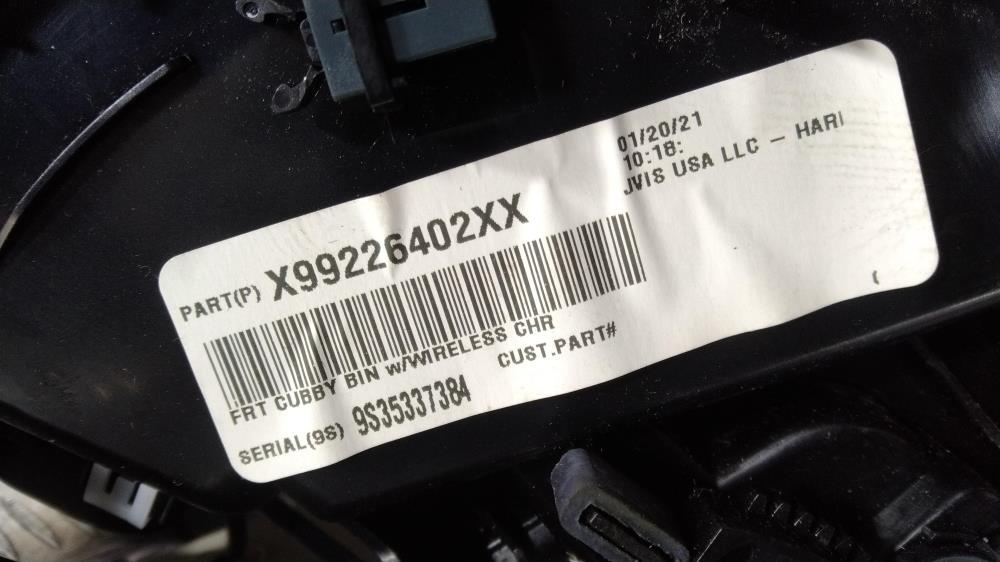 01/20/21
10:18:
JVIS USA LLC - HARI
PART(P) X99226402XX
FRT CUBBY BIN w/WIRELESS CHR
CUST.PART#
SERIAL(9S) 9S35337384